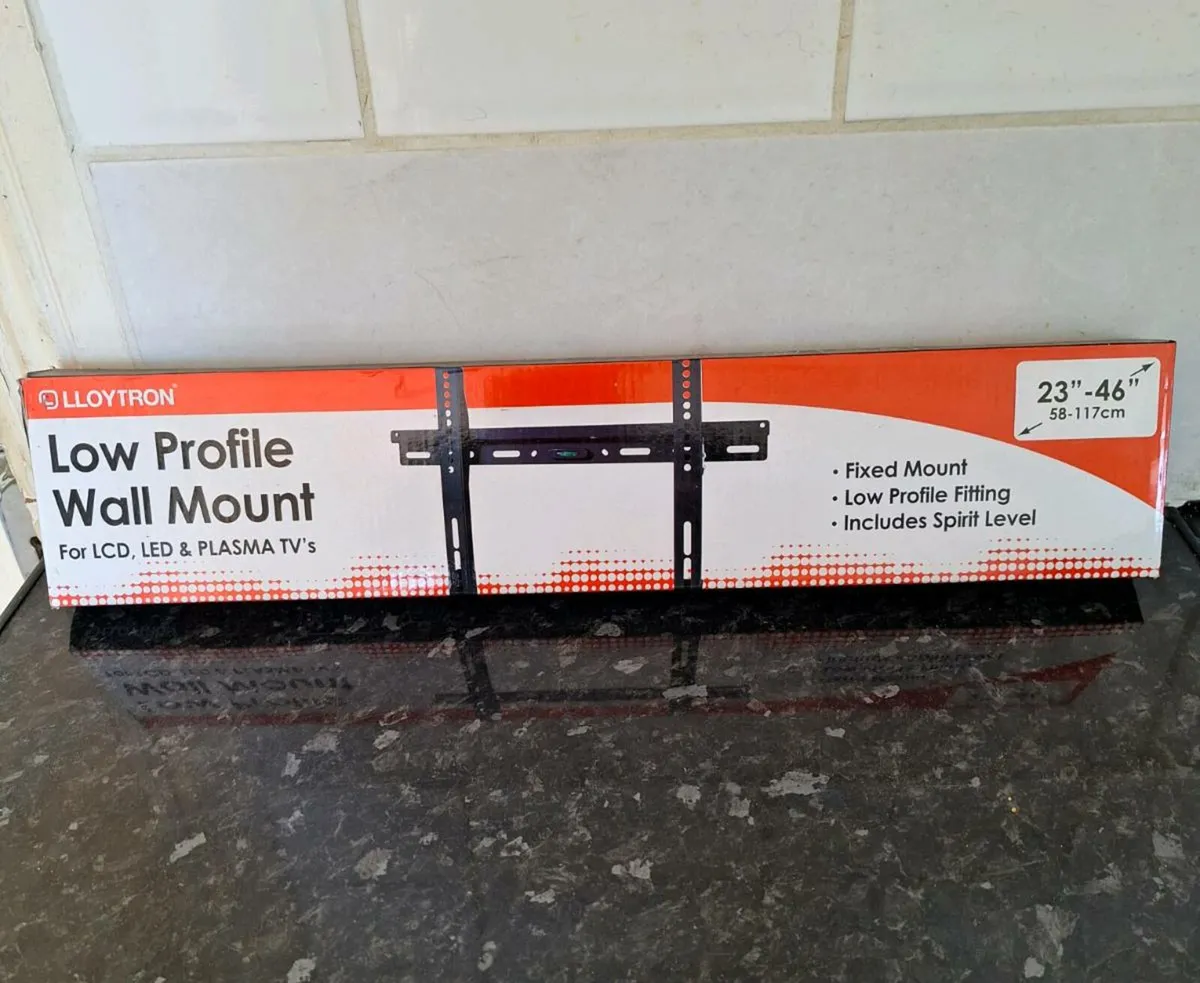 LLOYTRON®
Low Profile
Wall Mount
For LCD, LED & PLASMA TV's
23”-46”
58-117cm
· Fixed Mount
· Low Profile Fitting
· Includes Spirit Level